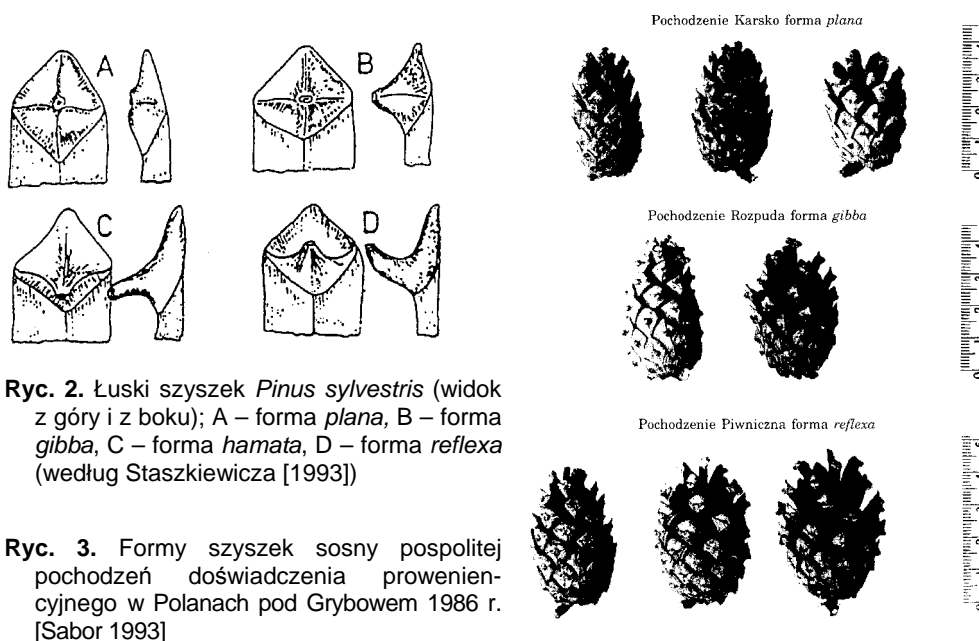 A
B
C
D
Ryc. 2. Łuski szyszek Pinus sylvestris (widok
z góry i z boku); A – forma plana, B – forma
gibba, C – forma hamata, D – forma reflexa
(według Staszkiewicza [1993])
Ryc. 3. Formy szyszek sosny pospolitej
pochodzeń doświadczenia prowenien-
cyjnego w Polanach pod Grybowem 1986 r.
[Sabor 1993]
Pochodzenie Karsko forma plana
Pochodzenie Rozpuda forma gibba
Pochodzenie Piwniczna forma reflexa